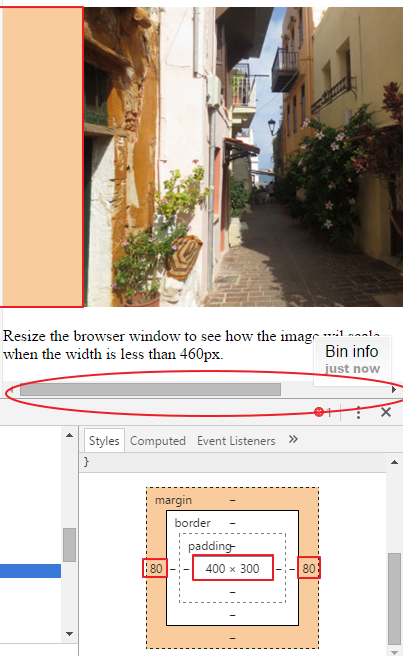 Resize the browser window to see how the image wil scale
when the width is less than 460px.
Bin info
just now
1
Styles Computed Event Listeners »
}
margin –
border –
padding –
80 – – 400 × 300 – – 80
–
–
–